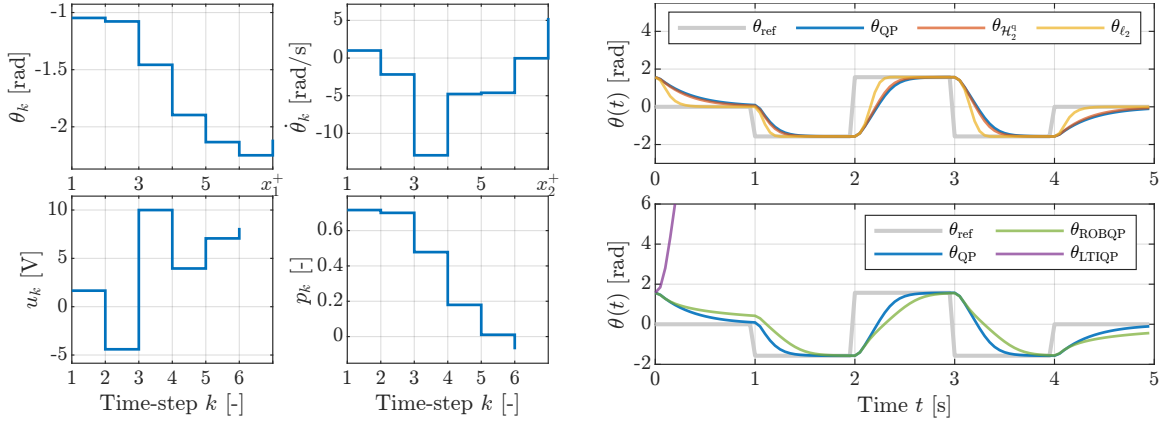 θ_k [rad]
-1
-1.5
-2
1 3 5 x_1^+
θ̇_k [rad/s]
5
0
-5
-10
1 3 5 x_2^+
u_k [V]
10
5
0
-5
1 2 3 4 5 6
Time-step k [-]
p_k [-]
0.6
0.4
0.2
0
1 2 3 4 5 6
Time-step k [-]
θ_ref θ_QP θ_{ℋ_2^q} θ_{ℓ_2}
θ(t) [rad]
4
2
0
-2
0 1 2 3 4 5
θ_ref θ_ROBQP
θ_QP θ_LTIQP
θ(t) [rad]
6
4
2
0
-2
0 1 2 3 4 5
Time t [s]